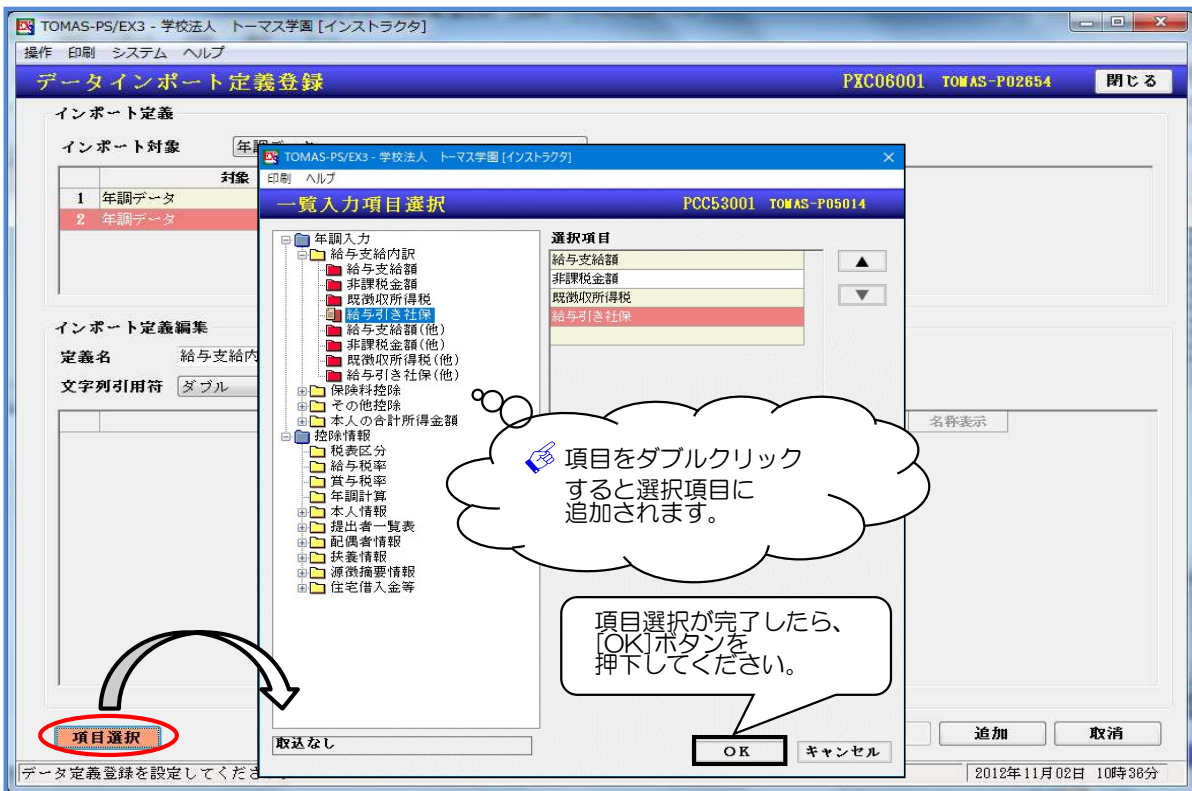 TOMAS-PS/EX3 - 学校法人　トーマス学園 [インストラクタ]
操作 印刷 システム ヘルプ
データインポート定義登録 PXC06001 TOMAS-P02654 閉じる
インポート定義
インポート対象
対象
1 年調データ
2 年調データ
インポート定義編集
定義名 給与支給内
文字列引用符 ダブル
名称表示
項目選択
追加 取消
データ定義登録を設定してくださ
2012年11月02日 10時36分
TOMAS-PS/EX3 - 学校法人　トーマス学園 [インストラクタ]
印刷 ヘルプ
一覧入力項目選択 PCC53001 TOMAS-P05014
年調入力
給与支給内訳
給与支給額
非課税金額
既徴収所得税
給与引き社保
給与支給額(他)
非課税金額(他)
既徴収所得税(他)
給与引き社保(他)
保険料控除
その他控除
本人の合計所得金額
控除情報
税表区分
給与税率
賞与税率
年調計算
本人情報
提出者一覧表
配偶者情報
扶養情報
源徴摘要情報
住宅借入金等
取込なし
選択項目
給与支給額
非課税金額
既徴収所得税
給与引き社保
▲
▼
項目をダブルクリック
すると選択項目に
追加されます。
項目選択が完了したら、
[OK]ボタンを
押下してください。
OK キャンセル